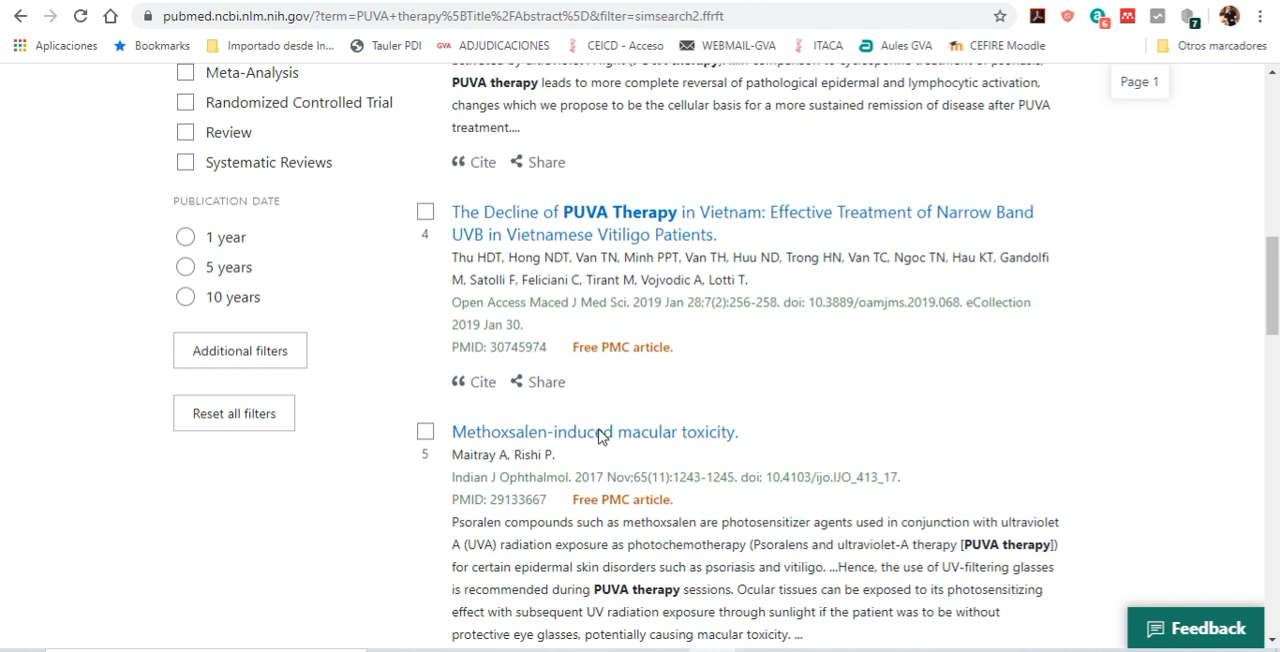 pubmed.ncbi.nlm.nih.gov/?term=PUVA+therapy%5BTitle%2FAbstract%5D&filter=simsearch2.ffrft
6
7
Aplicaciones
Bookmarks
Importado desde In...
Tauler PDI
GVA ADJUDICACIONES
CEICD - Acceso
WEBMAIL-GVA
ITACA
Aules GVA
CEFIRE Moodle
Otros marcadores
Meta-Analysis
Randomized Controlled Trial
Review
Systematic Reviews
PUBLICATION DATE
1 year
5 years
10 years
Additional filters
Reset all filters
PUVA therapy leads to more complete reversal of pathological epidermal and lymphocytic activation,
changes which we propose to be the cellular basis for a more sustained remission of disease after PUVA
treatment....
Cite Share
Page 1
The Decline of PUVA Therapy in Vietnam: Effective Treatment of Narrow Band
UVB in Vietnamese Vitiligo Patients.
4
Thu HDT, Hong NDT, Van TN, Minh PPT, Van TH, Huu ND, Trong HN, Van TC, Ngoc TN, Hau KT, Gandolfi
M, Satolli F, Feliciani C, Tirant M, Vojvodic A, Lotti T.
Open Access Maced J Med Sci. 2019 Jan 28;7(2):256-258. doi: 10.3889/oamjms.2019.068. eCollection
2019 Jan 30.
PMID: 30745974 Free PMC article.
Cite Share
Methoxsalen-induced macular toxicity.
5
Maitray A, Rishi P.
Indian J Ophthalmol. 2017 Nov;65(11):1243-1245. doi: 10.4103/ijo.IJO_413_17.
PMID: 29133667 Free PMC article.
Psoralen compounds such as methoxsalen are photosensitizer agents used in conjunction with ultraviolet
A (UVA) radiation exposure as photochemotherapy (Psoralens and ultraviolet-A therapy [PUVA therapy])
for certain epidermal skin disorders such as psoriasis and vitiligo. ...Hence, the use of UV-filtering glasses
is recommended during PUVA therapy sessions. Ocular tissues can be exposed to its photosensitizing
effect with subsequent UV radiation exposure through sunlight if the patient was to be without
protective eye glasses, potentially causing macular toxicity. ...
Feedback